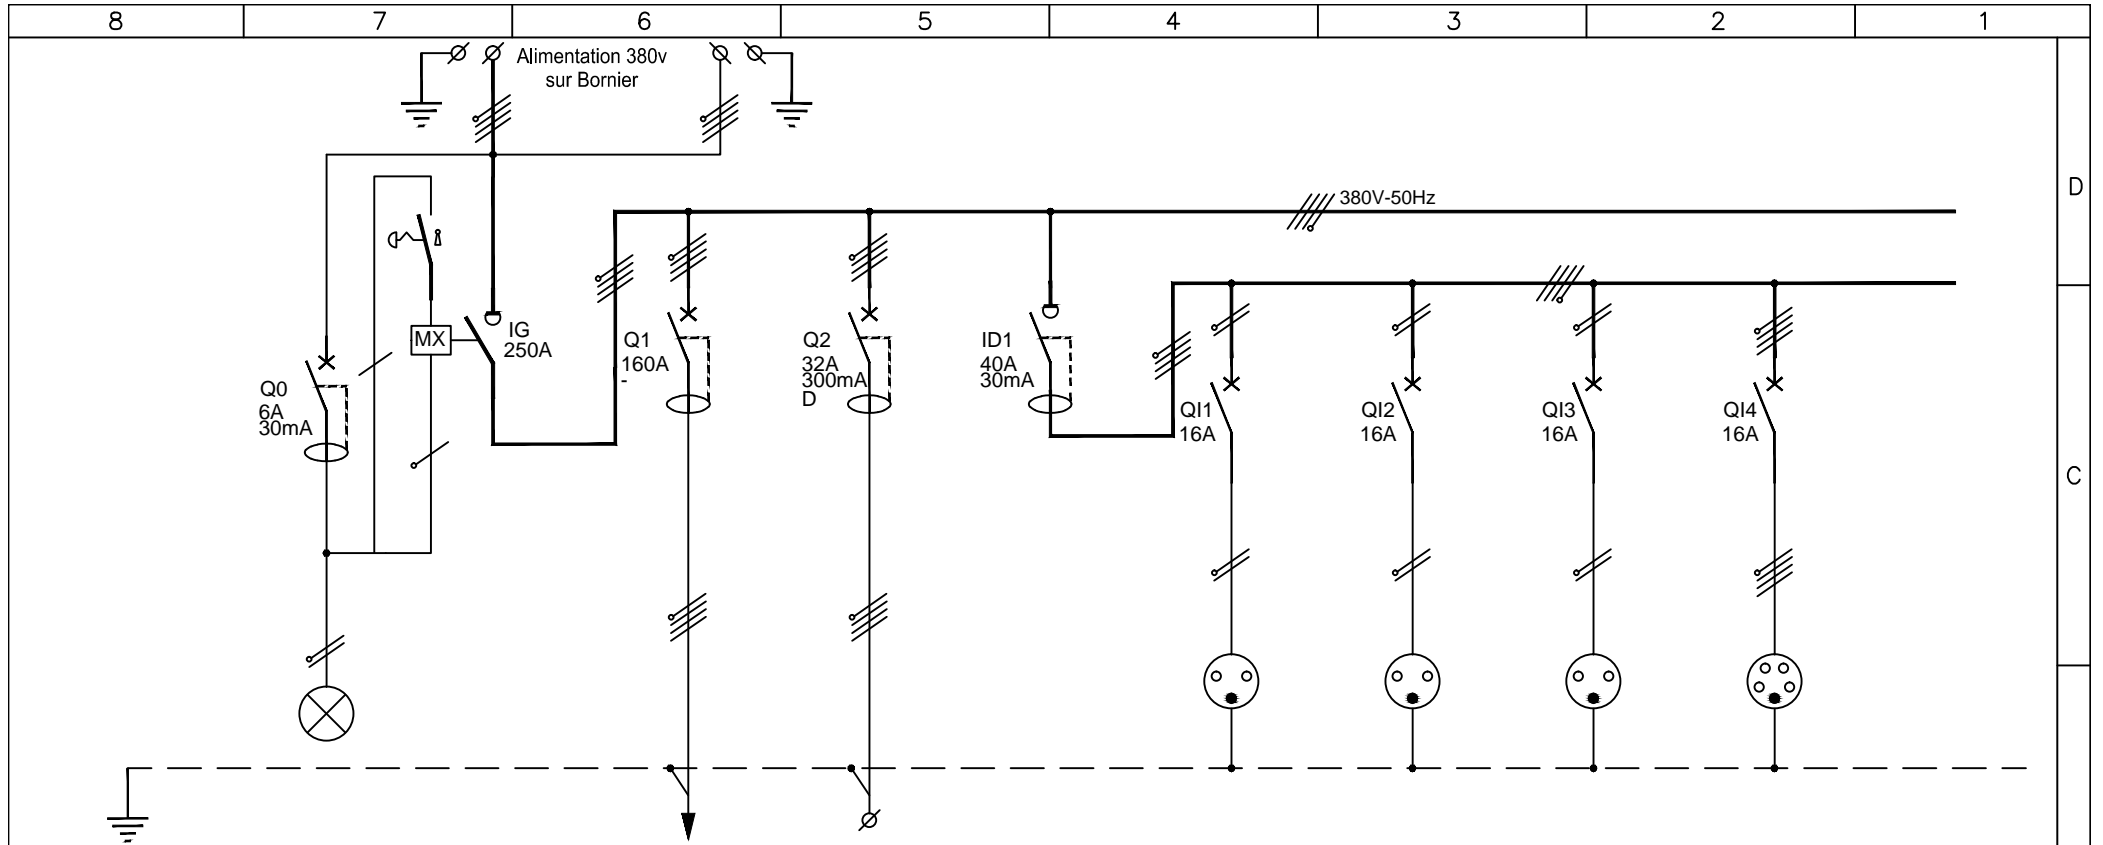 8 7 6 5 4 3 2 1
Alimentation 380v
sur Bornier
D
380V-50Hz
MX
IG
250A
Q0
6A
30mA
Q1
160A
-
Q2
32A
300mA
D
ID1
40A
30mA
QI1
16A
QI2
16A
QI3
16A
QI4
16A
C